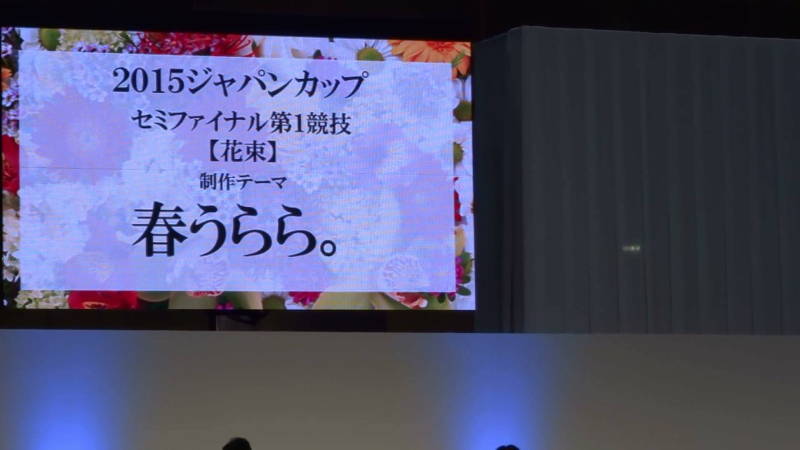 2015ジャパンカップ
セミファイナル第1競技
【花束】
制作テーマ
春うらら。